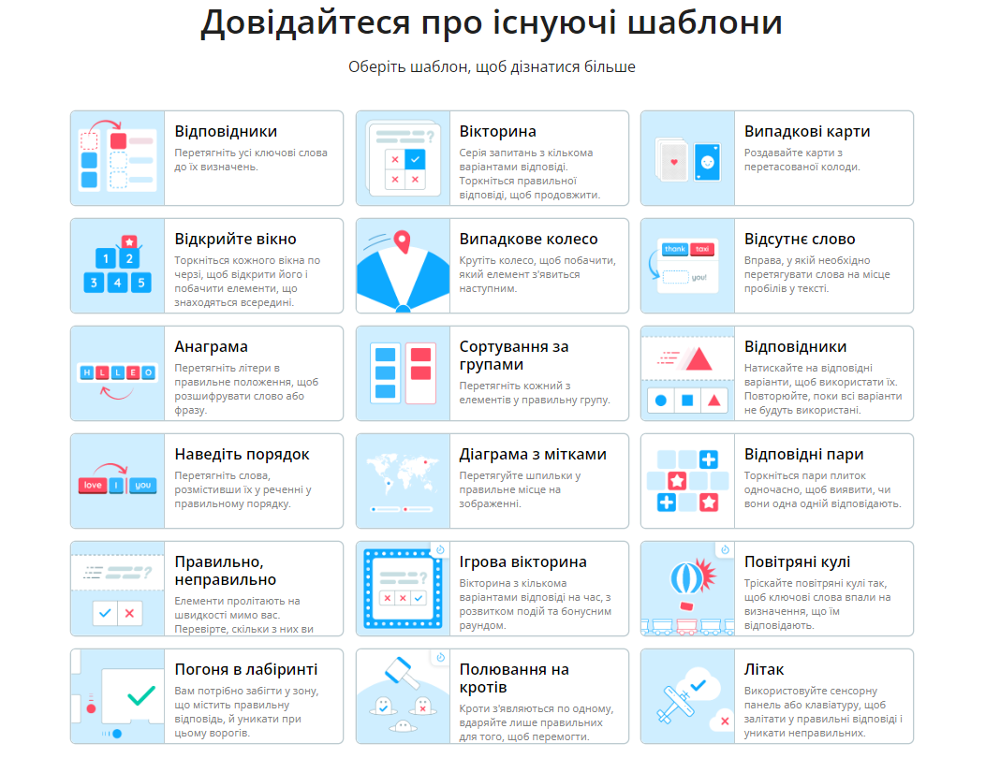 Довідайтеся про існуючі шаблони
Оберіть шаблон, щоб дізнатися більше
Відповідники
Перетягніть усі ключові слова
до їх визначень.
?
Вікторина
Серія запитань з кількома
варіантами відповіді.
Торкніться правильної
відповіді, щоб продовжити.
Випадкові карти
Роздавайте карти з
перетасованої колоди.
1 2
3 4 5
Відкрийте вікно
Торкніться кожного вікна по
черзі, щоб відкрити його і
побачити елементи, що
знаходяться всередині.
Випадкове колесо
Крутіть колесо, щоб побачити,
який елемент з'явиться
наступним.
thank taxi
you!
Відсутнє слово
Вправа, у якій необхідно
перетягувати слова на місце
пробілів у тексті.
H L L E O
Анаграма
Перетягніть літери в
правильне положення, щоб
розшифрувати слово або
фразу.
Сортування за
групами
Перетягніть кожний з
елементів у правильну групу.
Відповідники
Натискайте на відповідні
варіанти, щоб використати їх.
Повторюйте, поки всі варіанти
не будуть використані.
love I you
Наведіть порядок
Перетягніть слова,
розмістивши їх у реченні у
правильному порядку.
Діаграма з мітками
Перетягуйте шпильки у
правильне місце на
зображенні.
Відповідні пари
Торкніться пари плиток
одночасно, щоб виявити, чи
вони одна одній відповідають.
?
Правильно,
неправильно
Елементи пролітають на
швидкості мимо вас.
Перевірте, скільки з них ви
?
Ігрова вікторина
Вікторина з кількома
варіантами відповіді на час, з
розвитком подій та бонусним
раундом.
Повітряні кулі
Тріскайте повітряні кулі так,
щоб ключові слова впали на
визначення, що їм
відповідають.
Погоня в лабіринті
Вам потрібно забігти у зону,
що містить правильну
відповідь, й уникати при
цьому ворогів.
Полювання на
кротів
Кроти з'являються по одному,
вдаряйте лише правильних
для того, щоб перемогти.
Літак
Використовуйте сенсорну
панель або клавіатуру, щоб
залітати у правильні відповіді і
уникати неправильних.